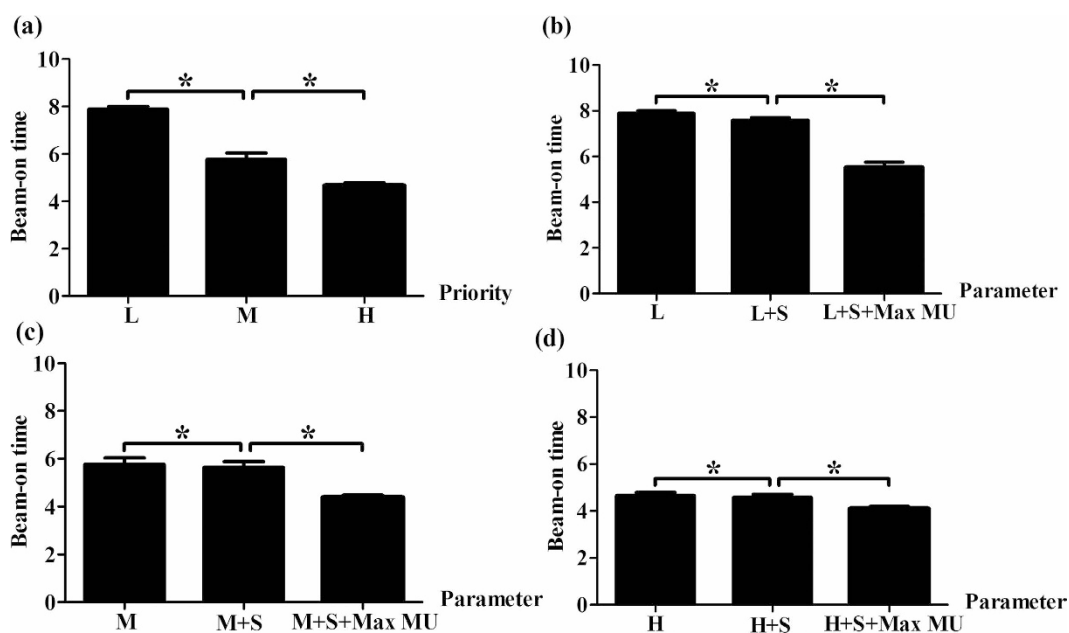 (a)
Beam-on time
10
8
6
4
2
0
* *
L M H
Priority
(b)
Beam-on time
10
8
6
4
2
0
* *
L L+S L+S+Max MU
Parameter
(c)
Beam-on time
10
8
6
4
2
0
* *
M M+S M+S+Max MU
Parameter
(d)
Beam-on time
10
8
6
4
2
0
* *
H H+S H+S+Max MU
Parameter